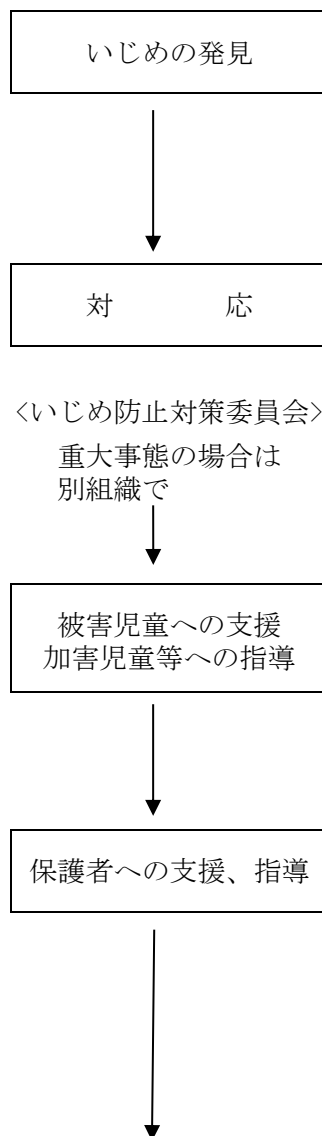 いじめの発見
対　　　応
<いじめ防止対策委員会>
重大事態の場合は
別組織で
被害児童への支援
加害児童等への指導
保護者への支援、指導